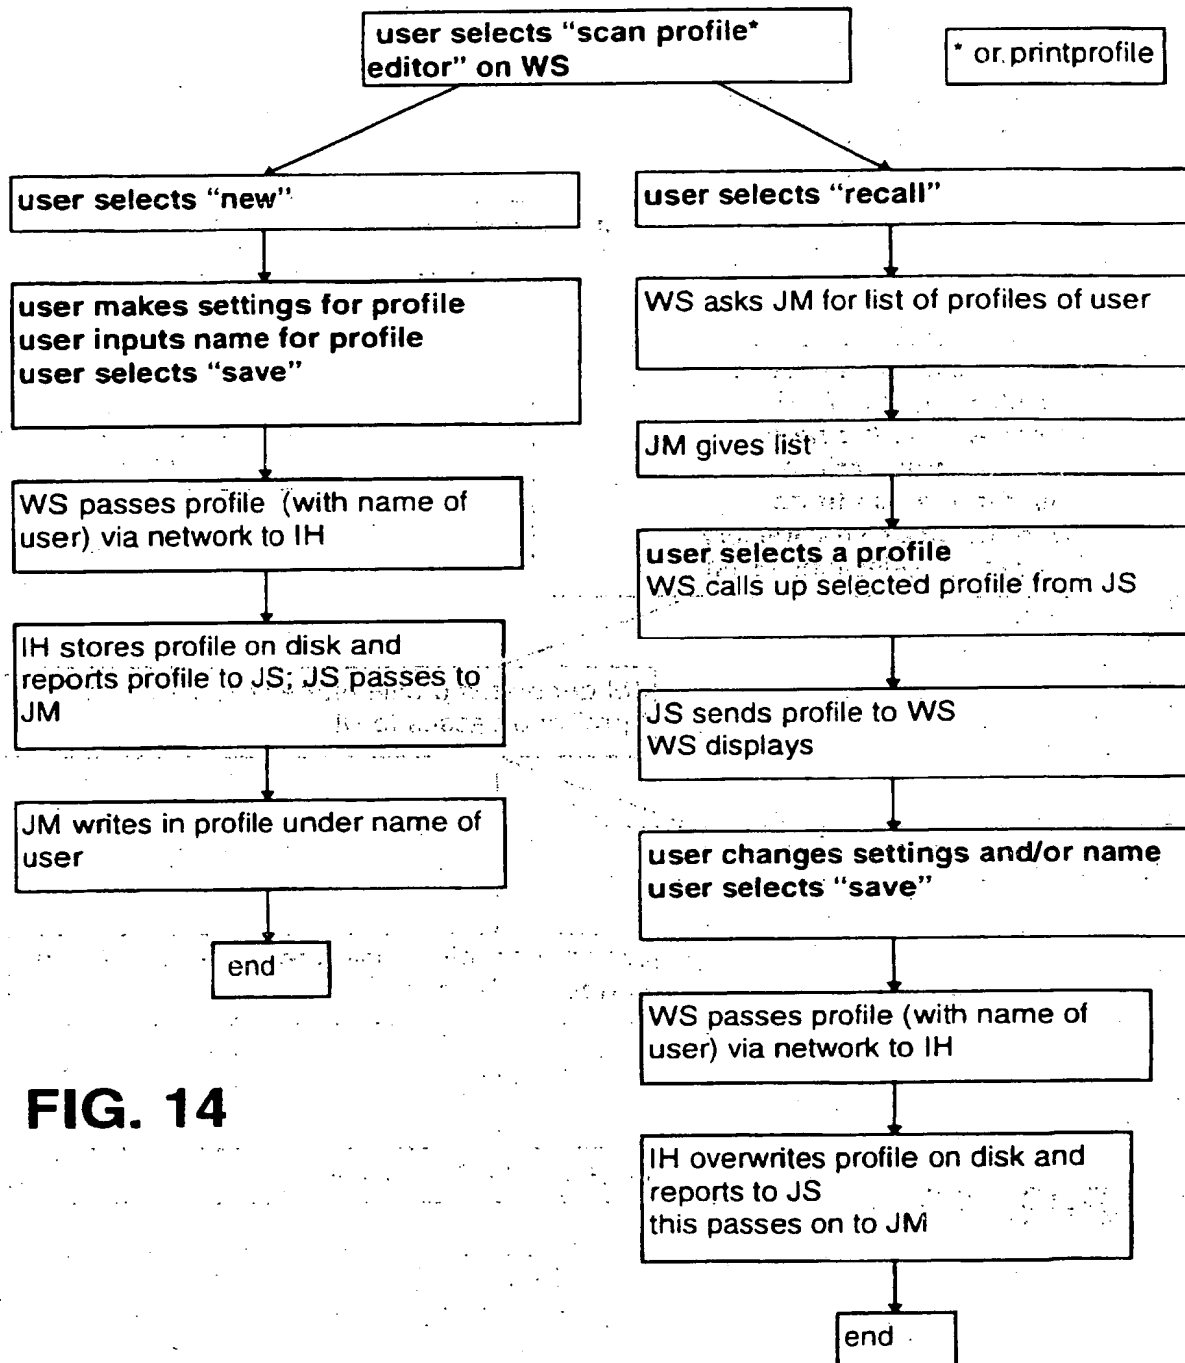 user selects “scan profile*
editor” on WS
* or printprofile
user selects “new”
user makes settings for profile
user inputs name for profile
user selects “save”
WS passes profile (with name of
user) via network to IH
IH stores profile on disk and
reports profile to JS; JS passes to
JM
JM writes in profile under name of
user
end
user selects “recall”
WS asks JM for list of profiles of user
JM gives list
user selects a profile
WS calls up selected profile from JS
JS sends profile to WS
WS displays
user changes settings and/or name
user selects “save”
WS passes profile (with name of
user) via network to IH
IH overwrites profile on disk and
reports to JS
this passes on to JM
end
FIG. 14